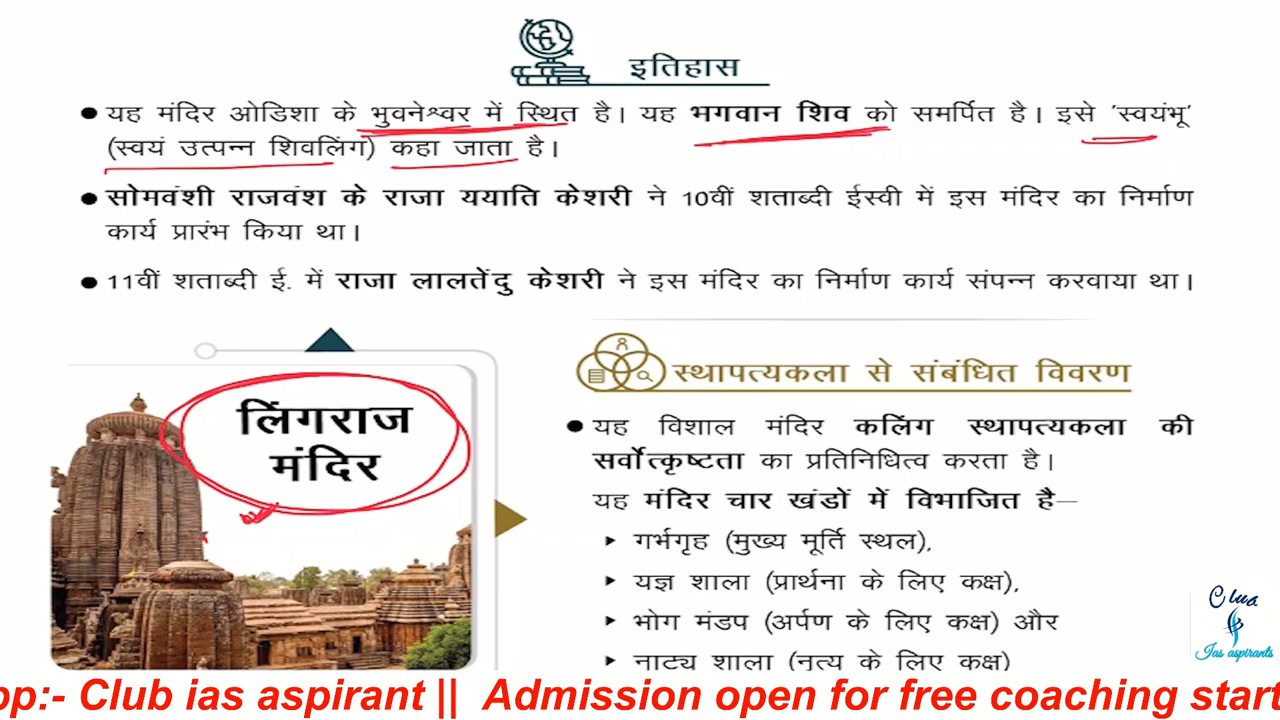 इतिहास
यह मंदिर ओडिशा के भुवनेश्वर में स्थित है। यह भगवान शिव को समर्पित है। इसे 'स्वयंभू'
(स्वयं उत्पन्न शिवलिंग) कहा जाता है।
सोमवंशी राजवंश के राजा ययाति केशरी ने 10वीं शताब्दी ईस्वी में इस मंदिर का निर्माण
कार्य प्रारंभ किया था।
11वीं शताब्दी ई. में राजा लालतेंदु केशरी ने इस मंदिर का निर्माण कार्य संपन्न करवाया था।
लिंगराज
मंदिर
स्थापत्यकला से संबंधित विवरण
यह विशाल मंदिर कलिंग स्थापत्यकला की
सर्वोत्कृष्टता का प्रतिनिधित्व करता है।
यह मंदिर चार खंडों में विभाजित है—
गर्भगृह (मुख्य मूर्ति स्थल),
यज्ञ शाला (प्रार्थना के लिए कक्ष),
भोग मंडप (अर्पण के लिए कक्ष) और
नाट्य शाला (नृत्य के लिए कक्ष)
Club
Ias aspirants
pp:- Club ias aspirant || Admission open for free coaching start